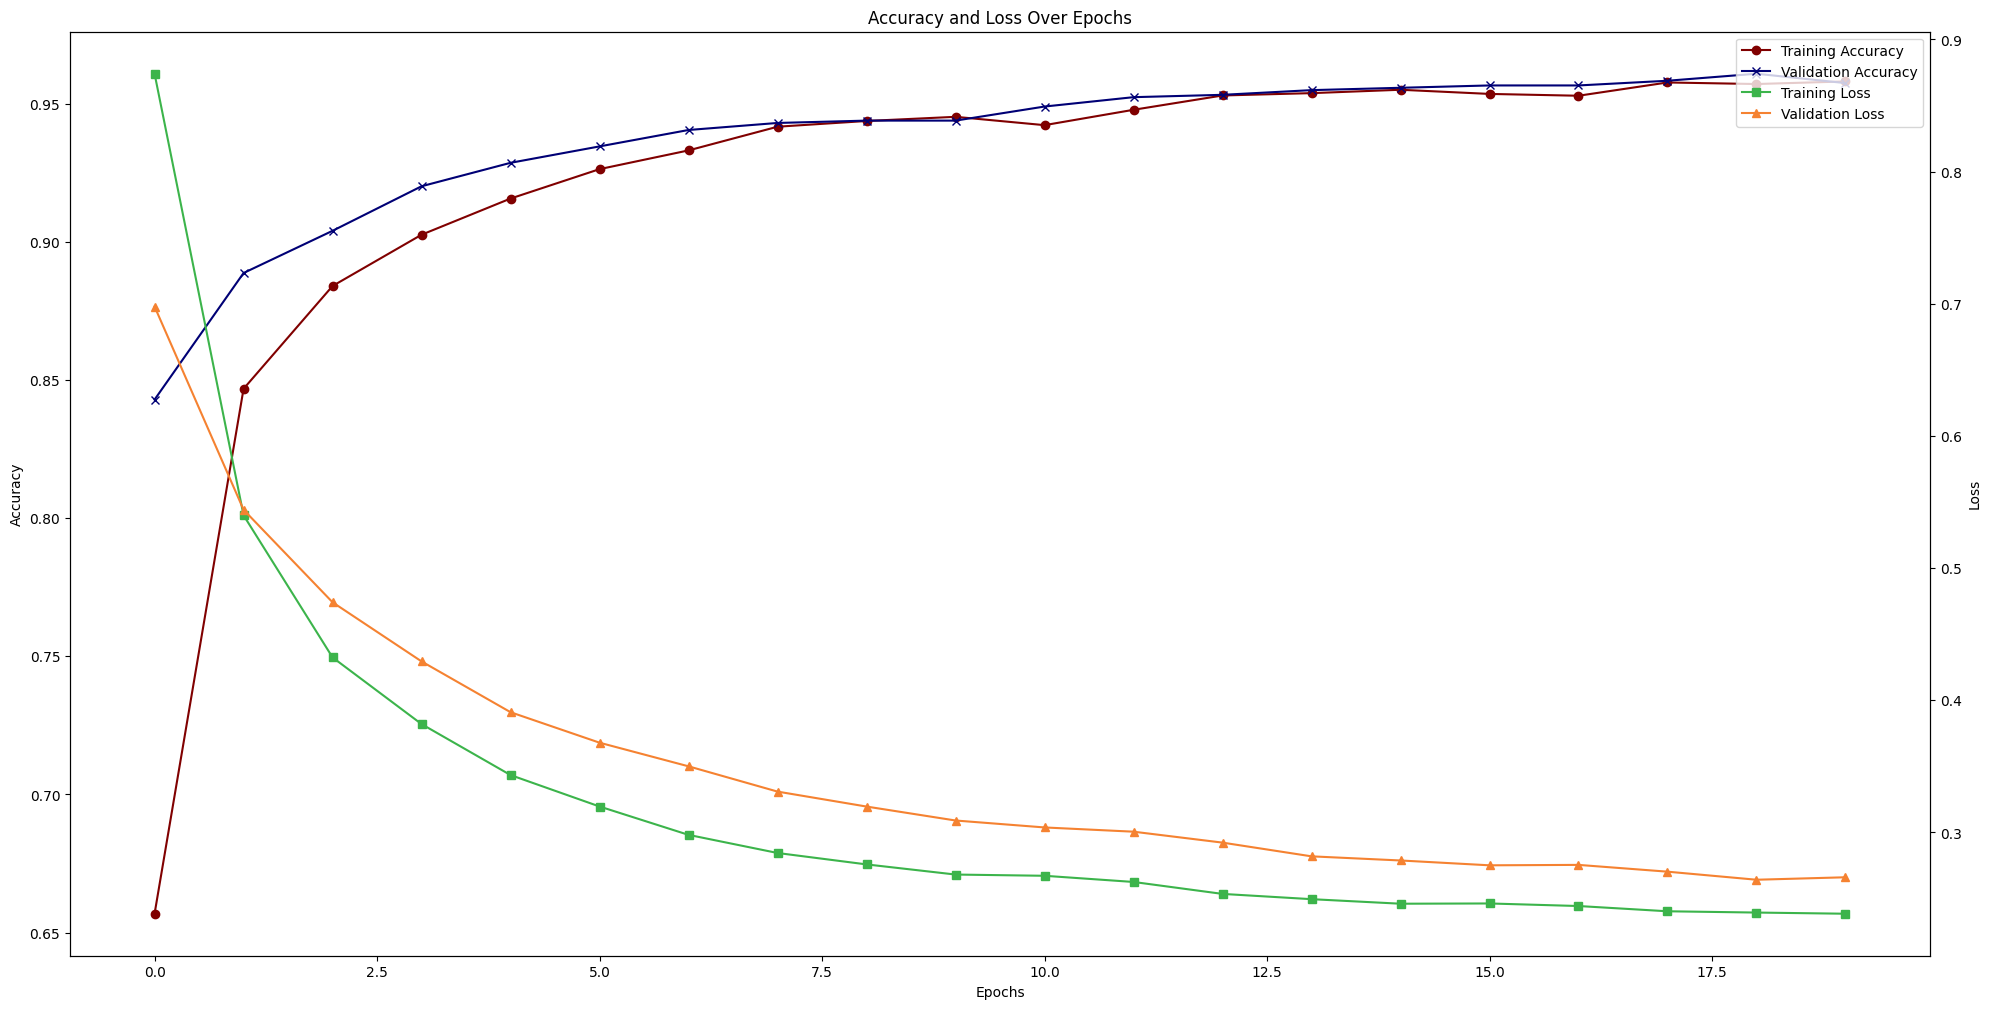 Accuracy and Loss Over Epochs
Training Accuracy
Validation Accuracy
Training Loss
Validation Loss
Accuracy
0.95
0.90
0.85
0.80
0.75
0.70
0.65
0.9
0.8
0.7
0.6
0.5
0.4
0.3
Loss
0.0 2.5 5.0 7.5 10.0 12.5 15.0 17.5
Epochs